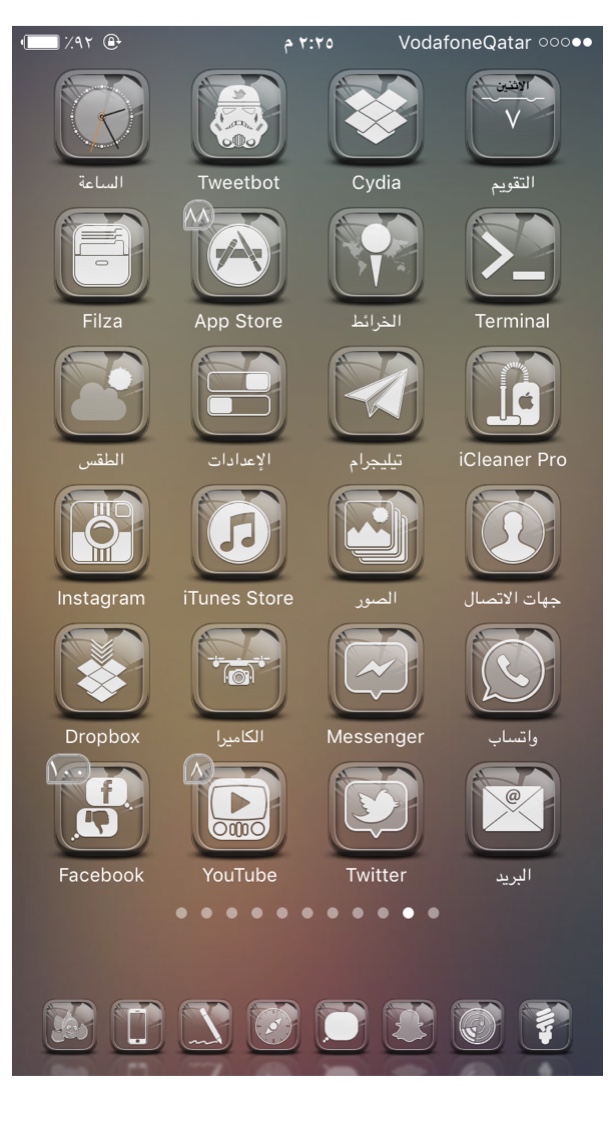 VodafoneQatar
٢:٢٥ م
٪٩٢
الاثنين
٧
التقويم
Cydia
Tweetbot
الساعة
Terminal
الخرائط
٨٨
App Store
Filza
iCleaner Pro
تيليجرام
الإعدادات
الطقس
جهات الاتصال
الصور
iTunes Store
Instagram
واتساب
Messenger
الكاميرا
Dropbox
@
البريد
Twitter
٨
YouTube
١٠٠
f
Facebook